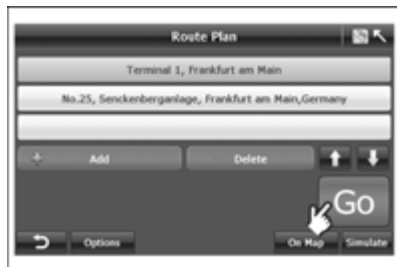 Route Plan
Terminal 1, Frankfurt am Main
No.25, Senckenberganlage, Frankfurt am Main,Germany
+ Add Delete
Go
Options On Map Simulate